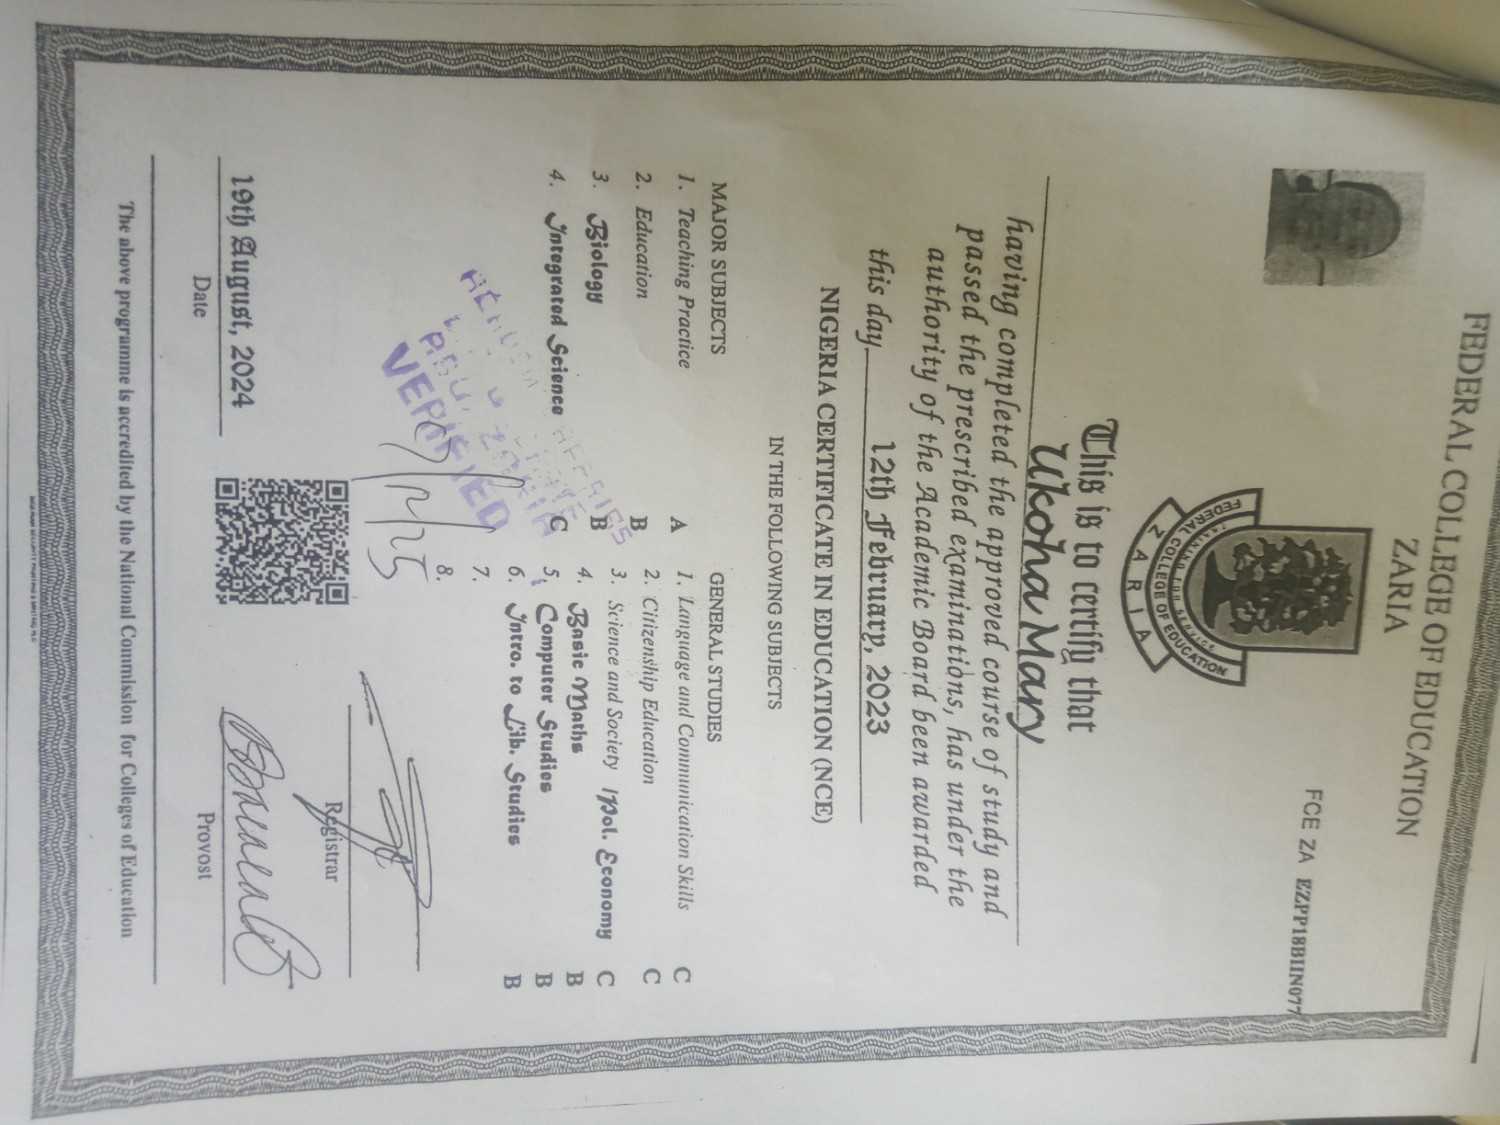 FEDERAL COLLEGE OF EDUCATION
ZARIA
FCE ZA EZPP18BIIN077
FEDERAL COLLEGE OF EDUCATION
TRAINING FOR SERVICE
ZARIA
This is to certify that
Ukoha Mary
having completed the approved course of study and
passed the prescribed examinations, has under the
authority of the Academic Board been awarded
this day 12th February, 2023
NIGERIA CERTIFICATE IN EDUCATION (NCE)
IN THE FOLLOWING SUBJECTS
MAJOR SUBJECTS
1. Teaching Practice A
2. Education B
3. Biology B
4. Integrated Science C
GENERAL STUDIES
1. Language and Communication Skills C
2. Citizenship Education C
3. Science and Society /Pol. Economy C
4. Basic Maths B
5. Computer Studies B
6. Intro. to Lib. Studies B
7.
8.
VERIFIED
Registrar
19th August, 2024
Date
Provost
The above programme is accredited by the National Commission for Colleges of Education